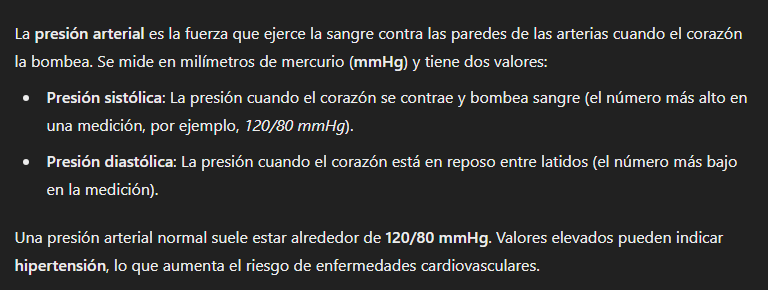 La presión arterial es la fuerza que ejerce la sangre contra las paredes de las arterias cuando el corazón
la bombea. Se mide en milímetros de mercurio (mmHg) y tiene dos valores:
• Presión sistólica: La presión cuando el corazón se contrae y bombea sangre (el número más alto en
una medición, por ejemplo, 120/80 mmHg).
• Presión diastólica: La presión cuando el corazón está en reposo entre latidos (el número más bajo
en la medición).
Una presión arterial normal suele estar alrededor de 120/80 mmHg. Valores elevados pueden indicar
hipertensión, lo que aumenta el riesgo de enfermedades cardiovasculares.